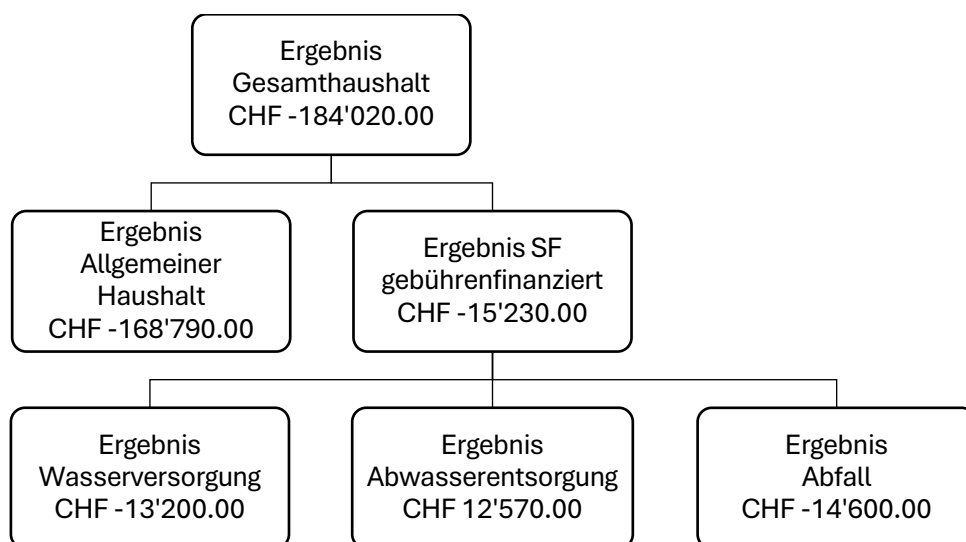 Ergebnis
Gesamthaushalt
CHF -184'020.00
Ergebnis
Allgemeiner
Haushalt
CHF -168'790.00
Ergebnis SF
gebührenfinanziert
CHF -15'230.00
Ergebnis
Wasserversorgung
CHF -13'200.00
Ergebnis
Abwasserentsorgung
CHF 12'570.00
Ergebnis
Abfall
CHF -14'600.00